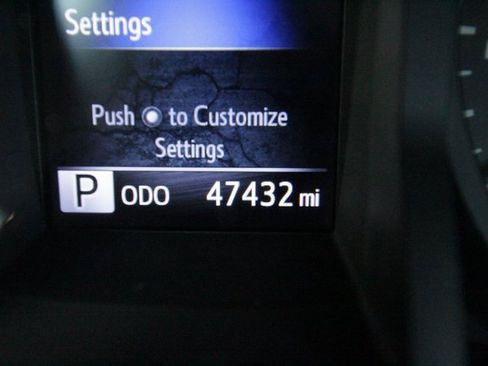 Settings
Push to Customize
Settings
P ODO 47432 mi